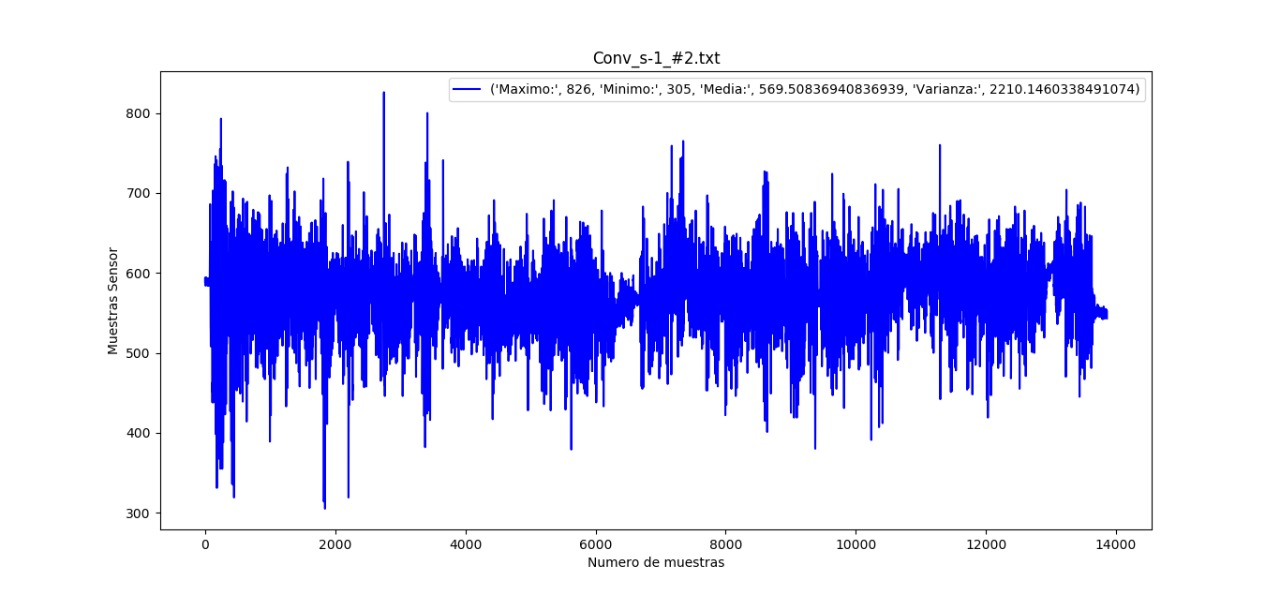 Conv_s-1_#2.txt
('Maximo:', 826, 'Minimo:', 305, 'Media:', 569.50836940836939, 'Varianza:', 2210.1460338491074)
800
700
600
500
400
300
Muestras Sensor
0 2000 4000 6000 8000 10000 12000 14000
Numero de muestras